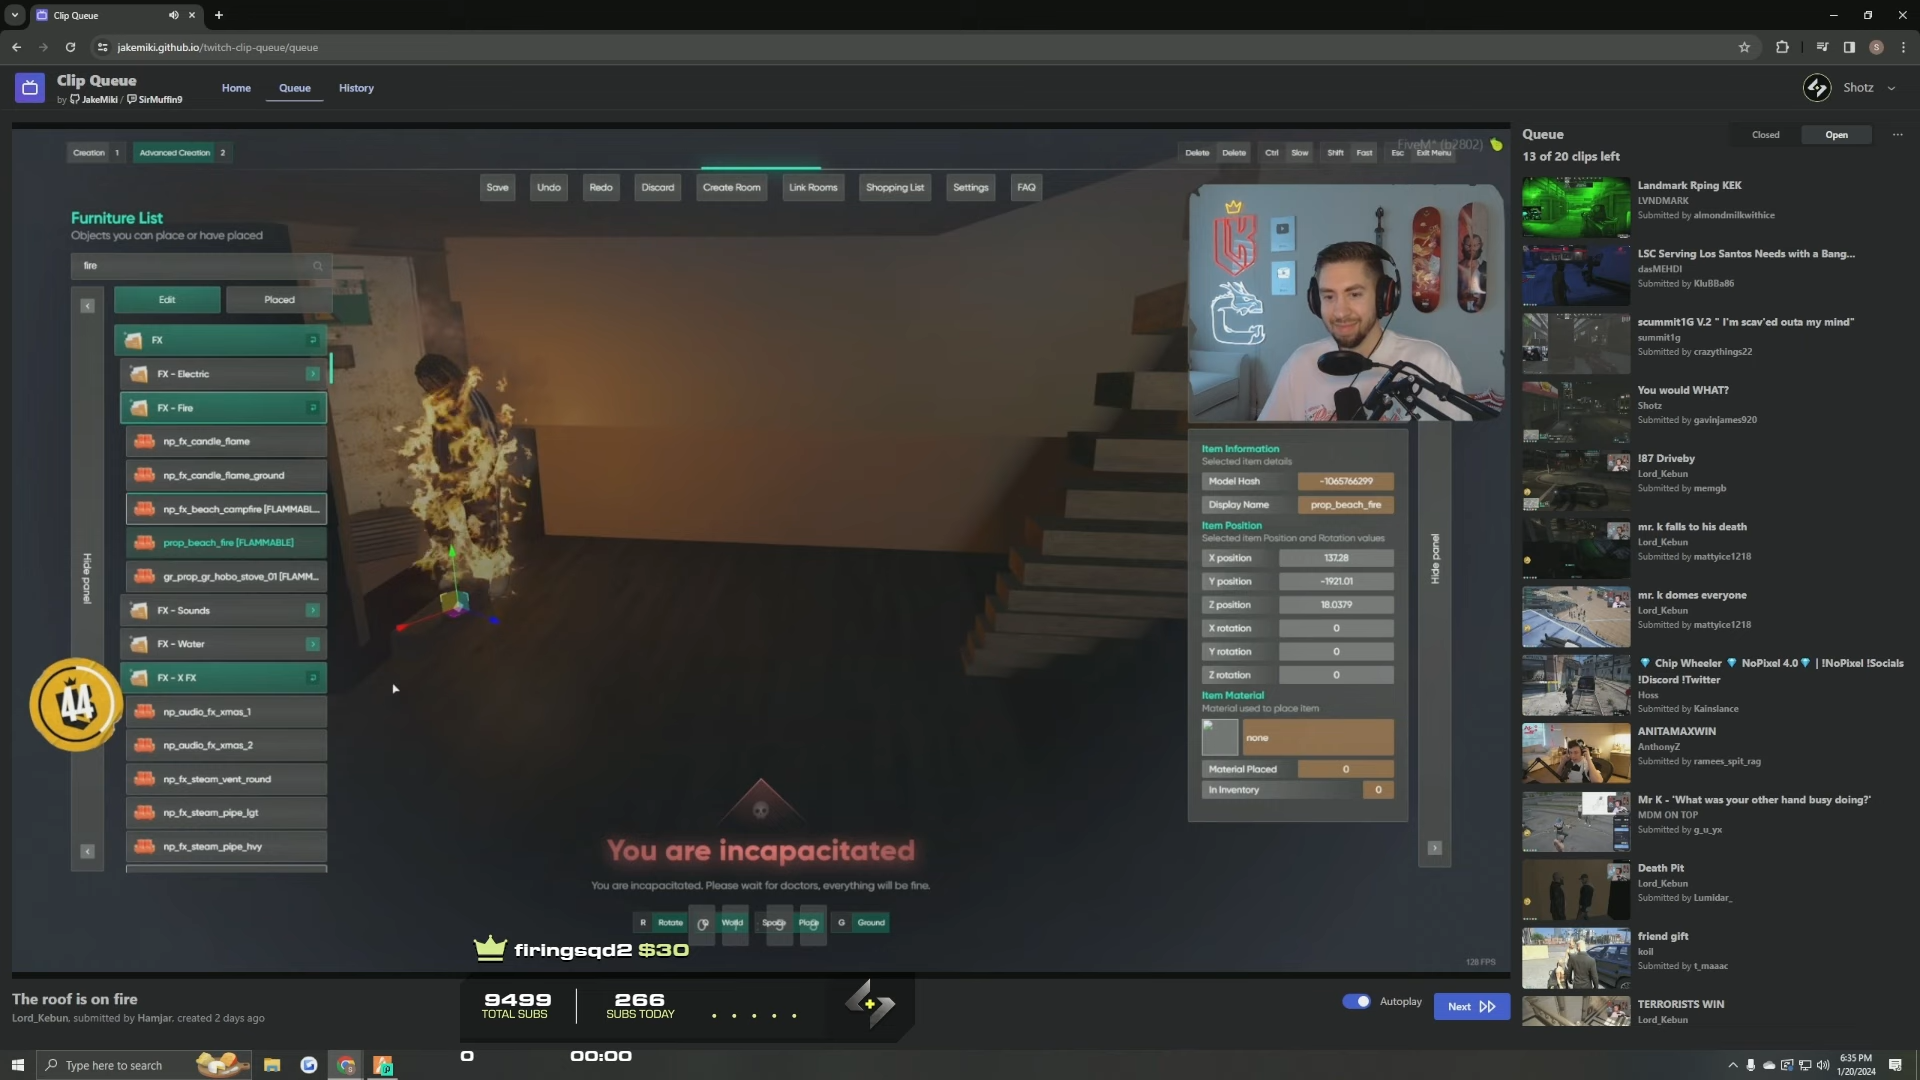 Clip Queue
jakemiki.github.io/twitch-clip-queue/queue
S
Clip Queue
by JakeMiki / SirMuffin9
Home
Queue
History
Shotz
Creation 1
Advanced Creation 2
Delete Delete
Ctrl Slow
Shift Fast
Esc Exit Menu
FiveM* (b2802)
Save
Undo
Redo
Discard
Create Room
Link Rooms
Shopping List
Settings
FAQ
Furniture List
Objects you can place or have placed
fire
Edit
Placed
FX
FX - Electric
FX - Fire
np_fx_candle_flame
np_fx_candle_flame_ground
np_fx_beach_campfire [FLAMMABL...
prop_beach_fire [FLAMMABLE]
gr_prop_gr_hobo_stove_01 [FLAMM...
FX - Sounds
FX - Water
FX - X FX
np_audio_fx_xmas_1
np_audio_fx_xmas_2
np_fx_steam_vent_round
np_fx_steam_pipe_lgt
np_fx_steam_pipe_hvy
Hide panel
44
Item Information
Selected item details
Model Hash -1065766299
Display Name prop_beach_fire
Item Position
Selected item Position and Rotation values
X position 137.28
Y position -1921.01
Z position 18.0379
X rotation 0
Y rotation 0
Z rotation 0
Item Material
Material used to place item
none
Material Placed 0
In Inventory 0
Hide panel
You are incapacitated
You are incapacitated. Please wait for doctors, everything will be fine.
R Rotate
World
Space Place
G Ground
128 FPS
firingsqd2 $30
9499
TOTAL SUBS
266
SUBS TODAY
0
00:00
The roof is on fire
Lord_Kebun, submitted by Hamjar, created 2 days ago
Autoplay
Next
Queue
Closed
Open
13 of 20 clips left
Landmark Rping KEK
LVNDMARK
Submitted by almondmilkwithice
LSC Serving Los Santos Needs with a Bang...
dasMEHDI
Submitted by KluBBa86
scummit1G V.2 " I'm scav'ed outa my mind"
summit1g
Submitted by crazythings22
You would WHAT?
Shotz
Submitted by gavinjames920
!87 Driveby
Lord_Kebun
Submitted by memgb
mr. k falls to his death
Lord_Kebun
Submitted by mattyice1218
mr. k domes everyone
Lord_Kebun
Submitted by mattyice1218
💎 Chip Wheeler 💎 NoPixel 4.0💎 | !NoPIxel !Socials
!Discord !Twitter
Hoss
Submitted by Kainslance
ANITAMAXWIN
AnthonyZ
Submitted by ramees_spit_rag
Mr K - 'What was your other hand busy doing?'
MDM ON TOP
Submitted by g_u_yx
Death Pit
Lord_Kebun
Submitted by Lumidar_
friend gift
koil
Submitted by t_maaac
TERRORISTS WIN
Lord_Kebun
Type here to search
6:35 PM
1/20/2024